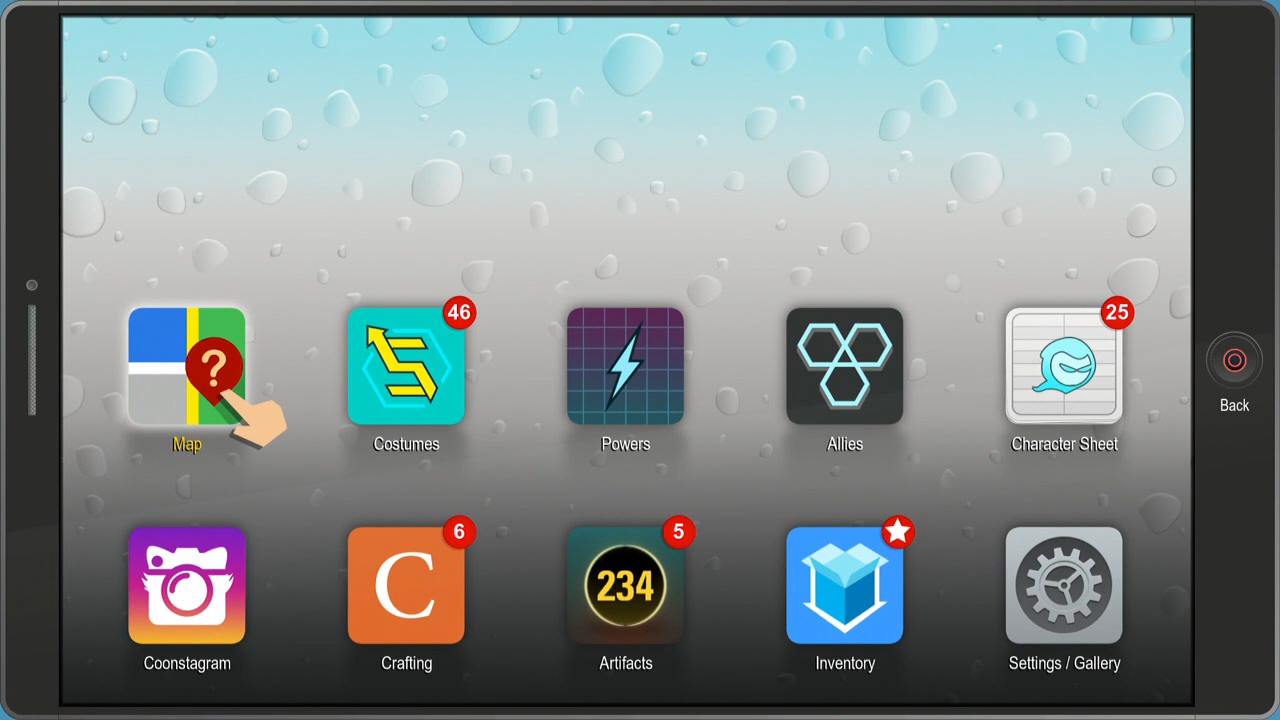 46
25
?
Back
Map
Costumes
Powers
Allies
Character Sheet
6
5
C
234
Coonstagram
Crafting
Artifacts
Inventory
Settings / Gallery